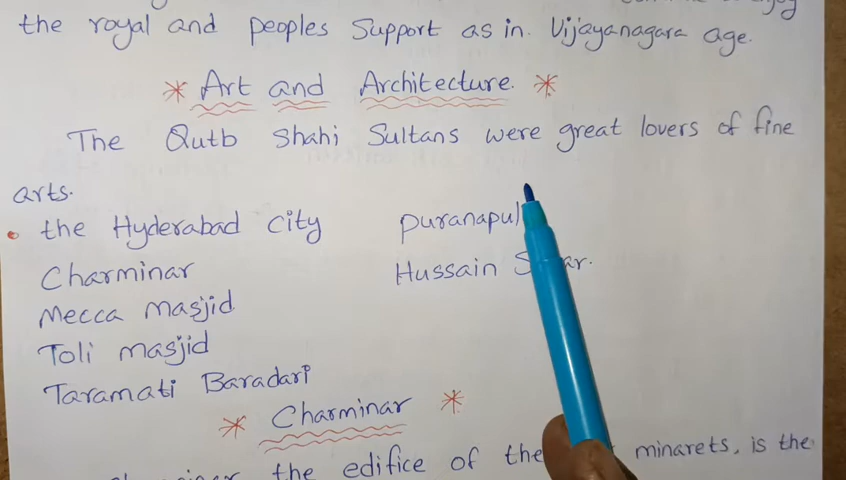 the royal and peoples Support as in Vijayanagara age.
* Art and Architecture. *
The Qutb Shahi Sultans were great lovers of fine
arts.
• the Hyderabad city puranapul
Charminar Hussain
Mecca masjid
Toli masjid
Taramati Baradari
* Charminar *
the edifice of the minarets, is the